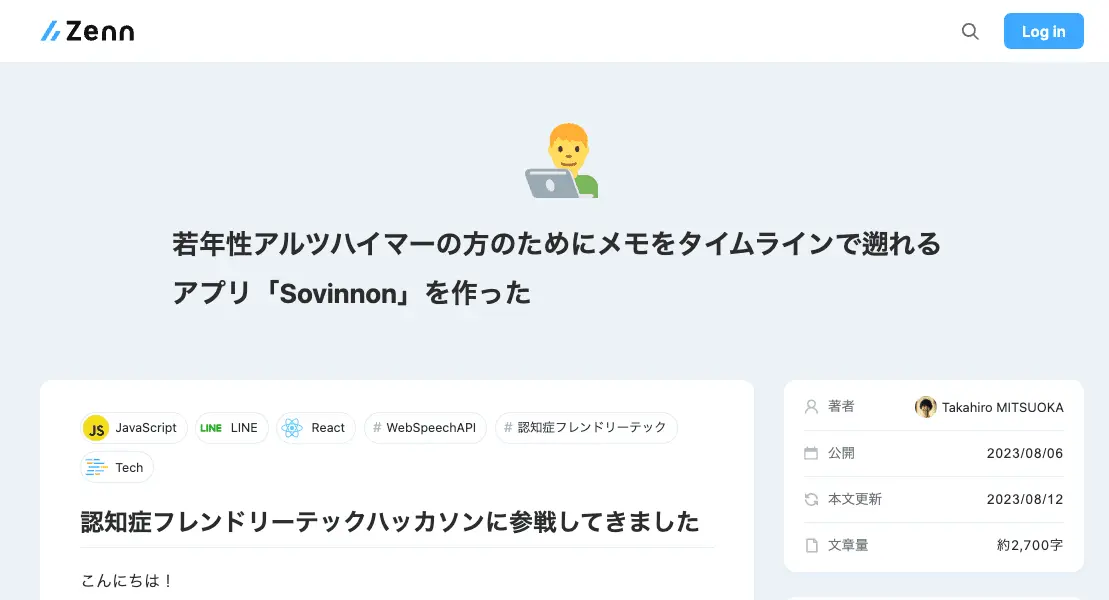 Zenn
Log in
若年性アルツハイマーの方のためにメモをタイムラインで遡れる
アプリ「Sovinnon」を作った
JS JavaScript LINE LINE React # WebSpeechAPI # 認知症フレンドリーテック
Tech
認知症フレンドリーテックハッカソンに参戦してきました
こんにちは！
著者 Takahiro MITSUOKA
公開 2023/08/06
本文更新 2023/08/12
文章量 約2,700字